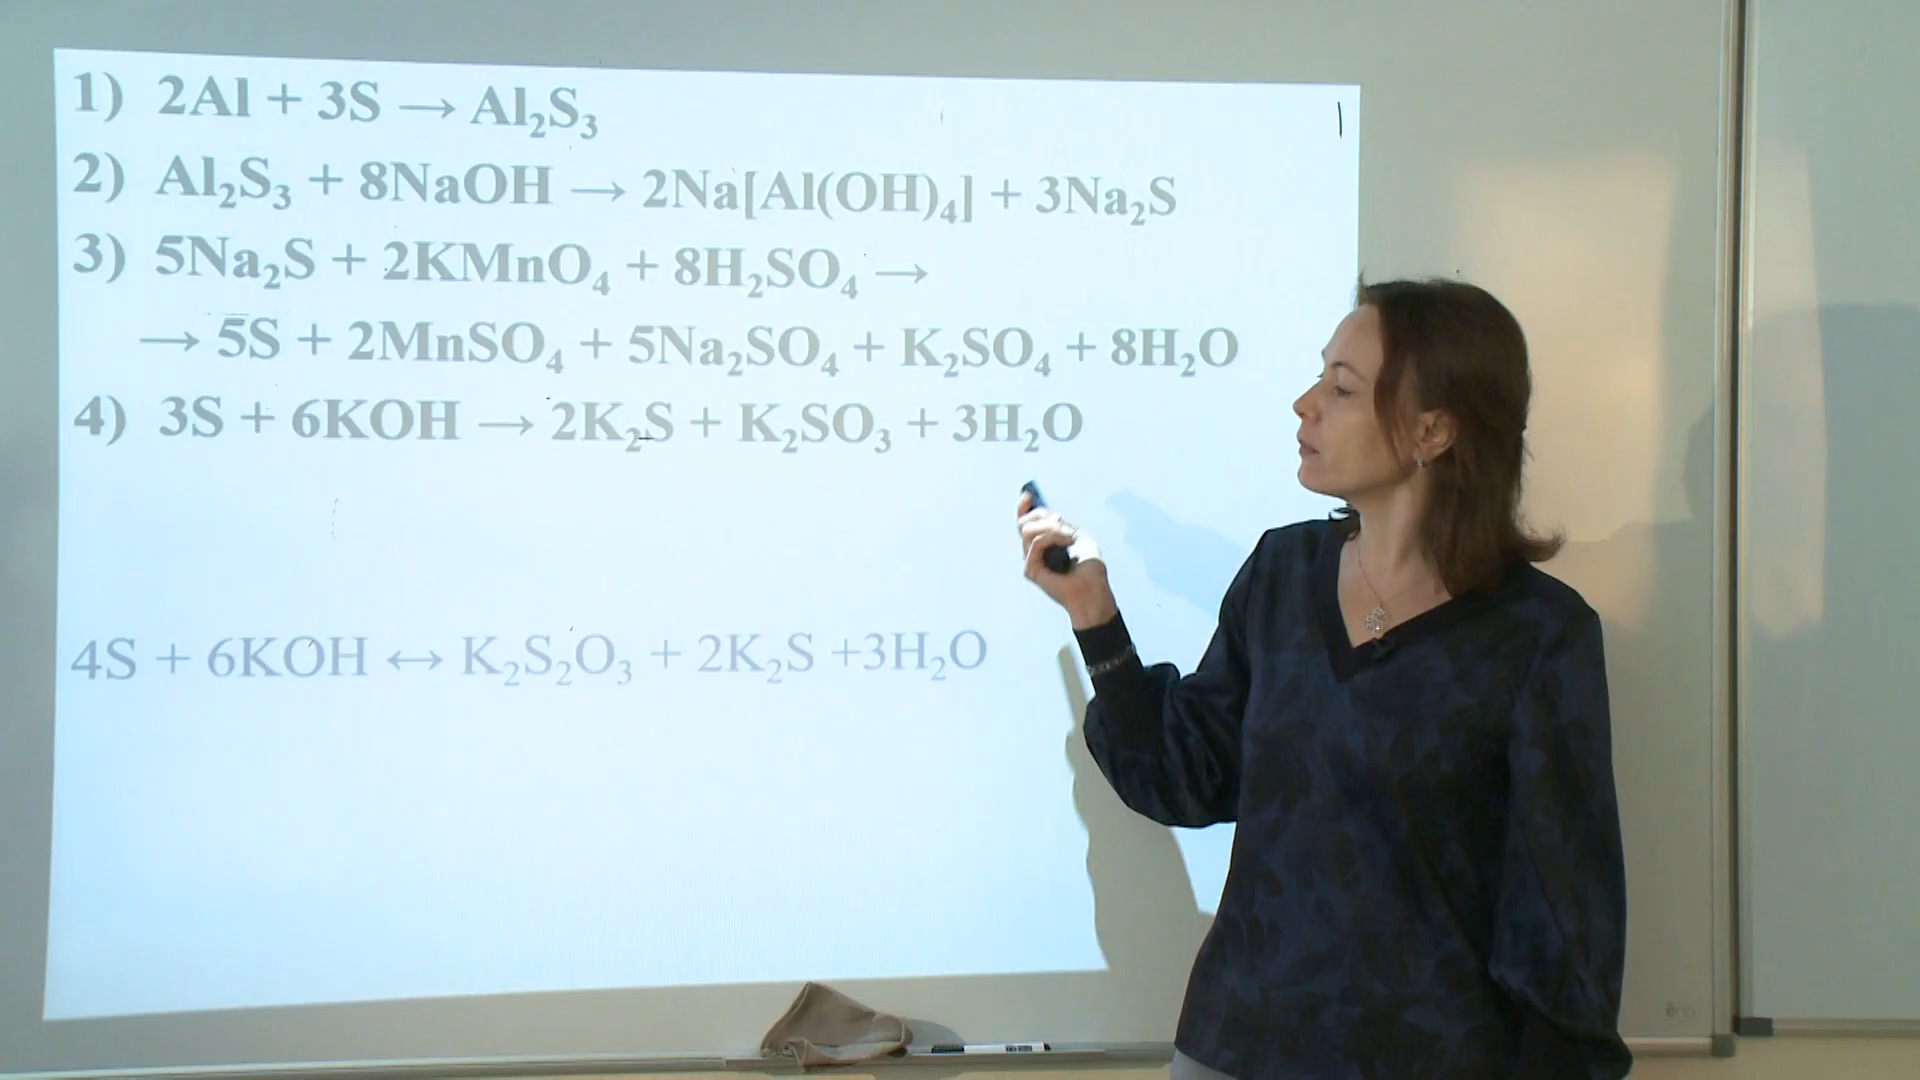 1) 2Al + 3S → Al₂S₃
2) Al₂S₃ + 8NaOH → 2Na[Al(OH)₄] + 3Na₂S
3) 5Na₂S + 2KMnO₄ + 8H₂SO₄ →
→ 5S + 2MnSO₄ + 5Na₂SO₄ + K₂SO₄ + 8H₂O
4) 3S + 6KOH → 2K₂S + K₂SO₃ + 3H₂O
4S + 6KOH ↔ K₂S₂O₃ + 2K₂S +3H₂O